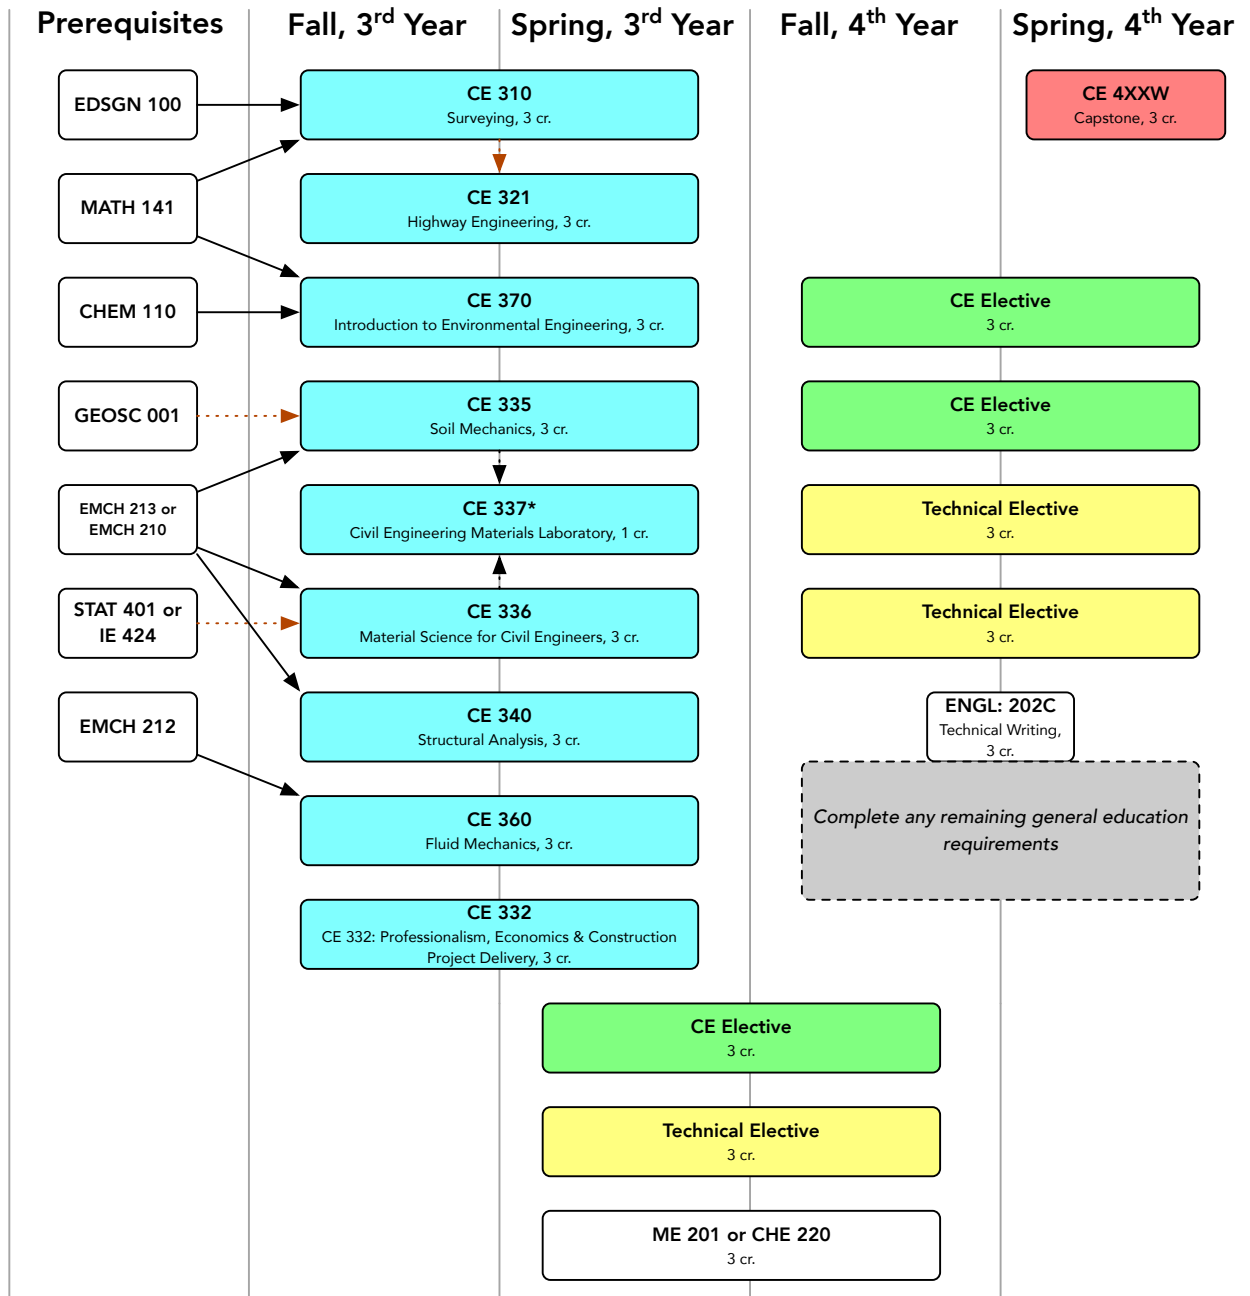 Prerequisites
Fall, 3rd Year
Spring, 3rd Year
Fall, 4th Year
Spring, 4th Year
EDSGN 100
CE 310
Surveying, 3 cr.
CE 4XXW
Capstone, 3 cr.
MATH 141
CE 321
Highway Engineering, 3 cr.
CHEM 110
CE 370
Introduction to Environmental Engineering, 3 cr.
CE Elective
3 cr.
GEOSC 001
CE 335
Soil Mechanics, 3 cr.
CE Elective
3 cr.
EMCH 213 or
EMCH 210
CE 337*
Civil Engineering Materials Laboratory, 1 cr.
Technical Elective
3 cr.
STAT 401 or
IE 424
CE 336
Material Science for Civil Engineers, 3 cr.
Technical Elective
3 cr.
EMCH 212
CE 340
Structural Analysis, 3 cr.
ENGL: 202C
Technical Writing,
3 cr.
CE 360
Fluid Mechanics, 3 cr.
Complete any remaining general education
requirements
CE 332
CE 332: Professionalism, Economics & Construction
Project Delivery, 3 cr.
CE Elective
3 cr.
Technical Elective
3 cr.
ME 201 or CHE 220
3 cr.